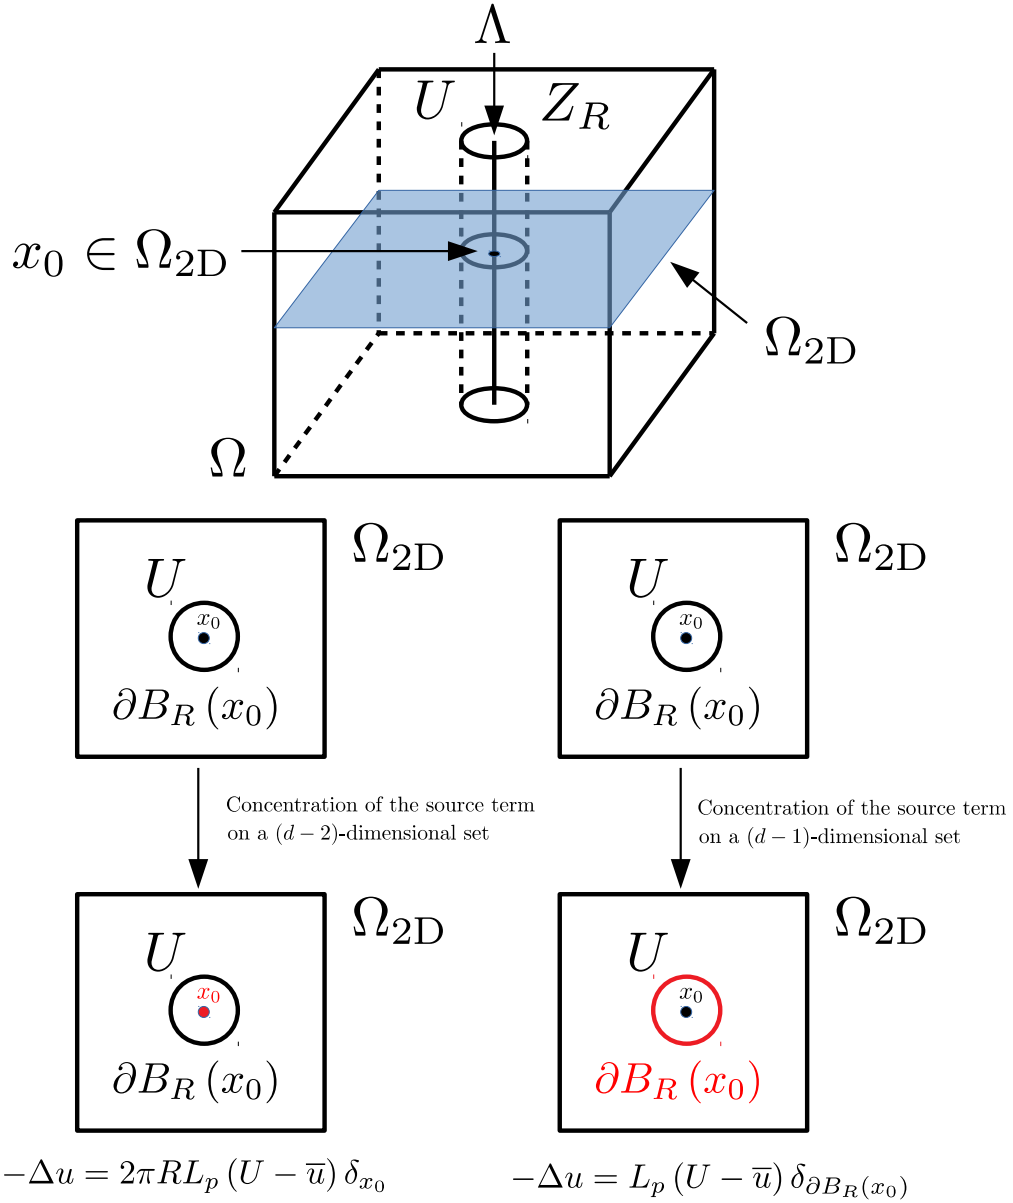 Λ
U Z_R
x_0 ∈ Ω_2D
Ω_2D
Ω
Ω_2D
U
x_0
∂B_R (x_0)
Ω_2D
U
x_0
∂B_R (x_0)
Concentration of the source term
on a (d − 2)-dimensional set
Concentration of the source term
on a (d − 1)-dimensional set
Ω_2D
U
x_0
∂B_R (x_0)
Ω_2D
U
x_0
∂B_R (x_0)
−Δu = 2πRL_p (U − u̅) δ_{x_0}
−Δu = L_p (U − u̅) δ_{∂B_R(x_0)}